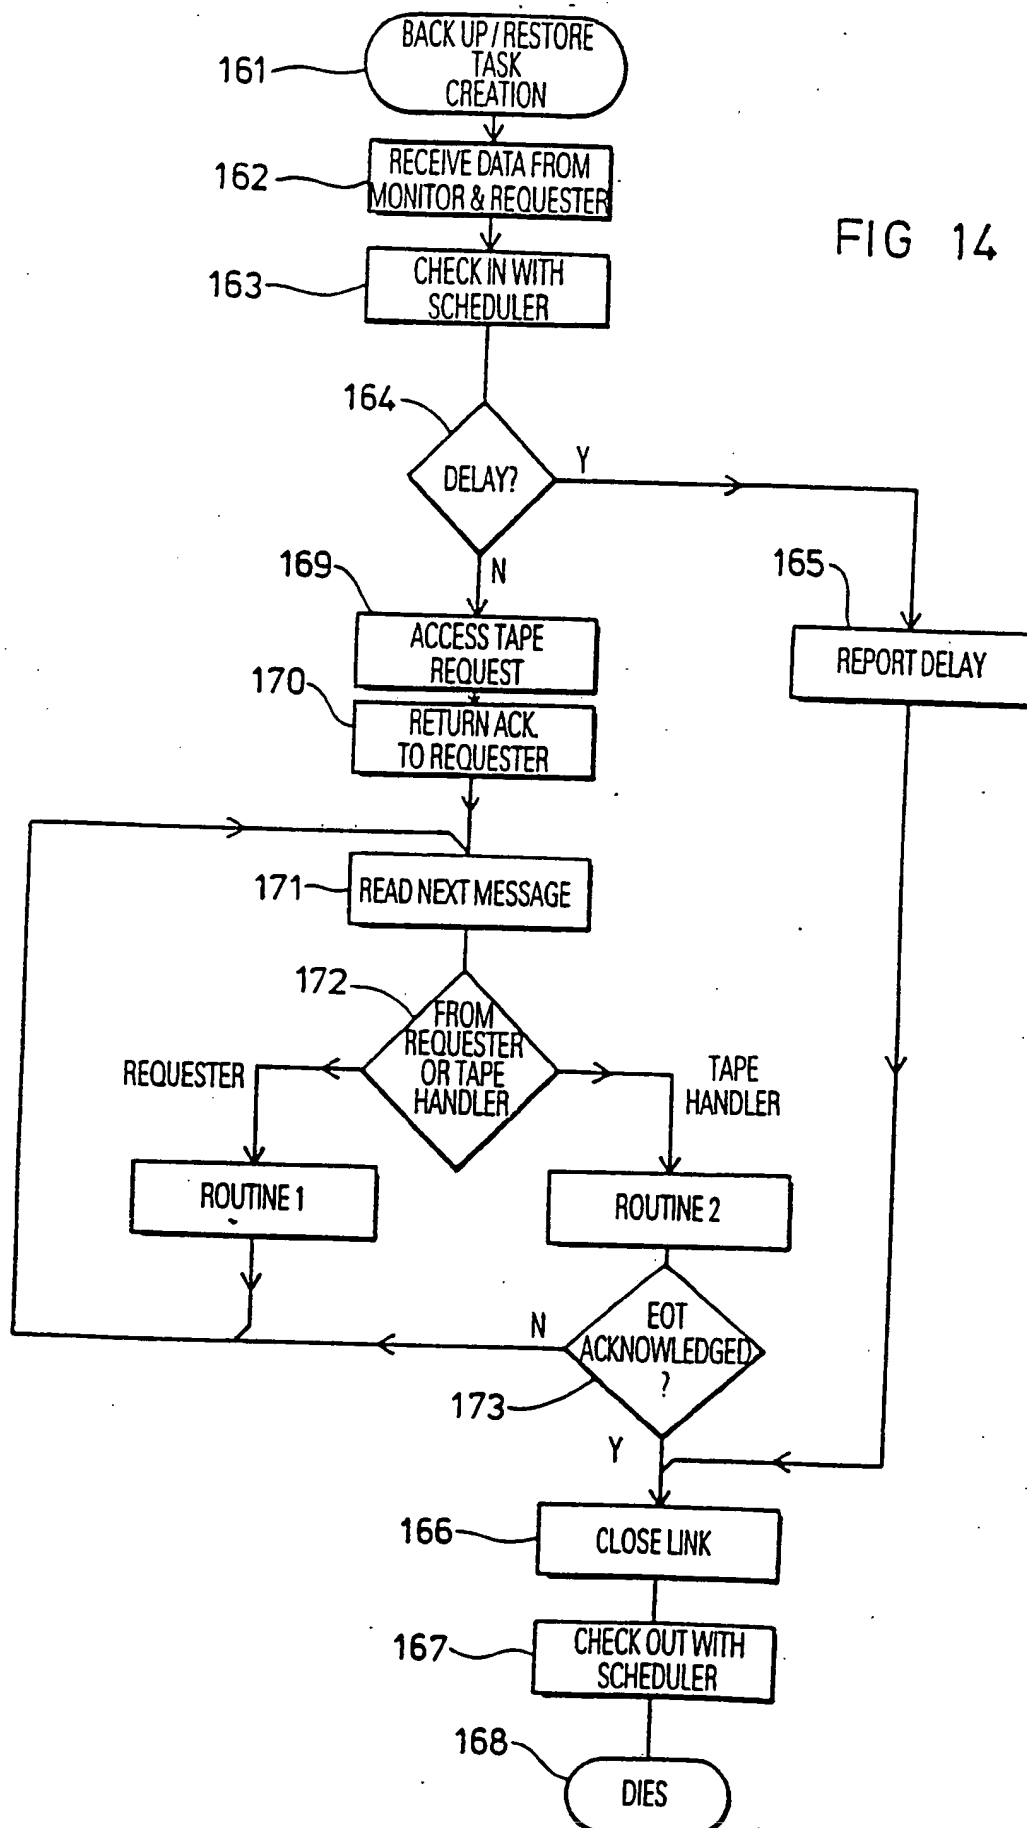 BACK UP / RESTORE
TASK
CREATION
161
RECEIVE DATA FROM
MONITOR & REQUESTER
162
FIG 14
CHECK IN WITH
SCHEDULER
163
164
DELAY?
Y
N
169
165
ACCESS TAPE
REQUEST
REPORT DELAY
170
RETURN ACK.
TO REQUESTER
171
READ NEXT MESSAGE
172
FROM
REQUESTER
OR TAPE
HANDLER
REQUESTER
TAPE
HANDLER
ROUTINE 1
ROUTINE 2
N
EOT
ACKNOWLEDGED
?
173
Y
166
CLOSE LINK
167
CHECK OUT WITH
SCHEDULER
168
DIES